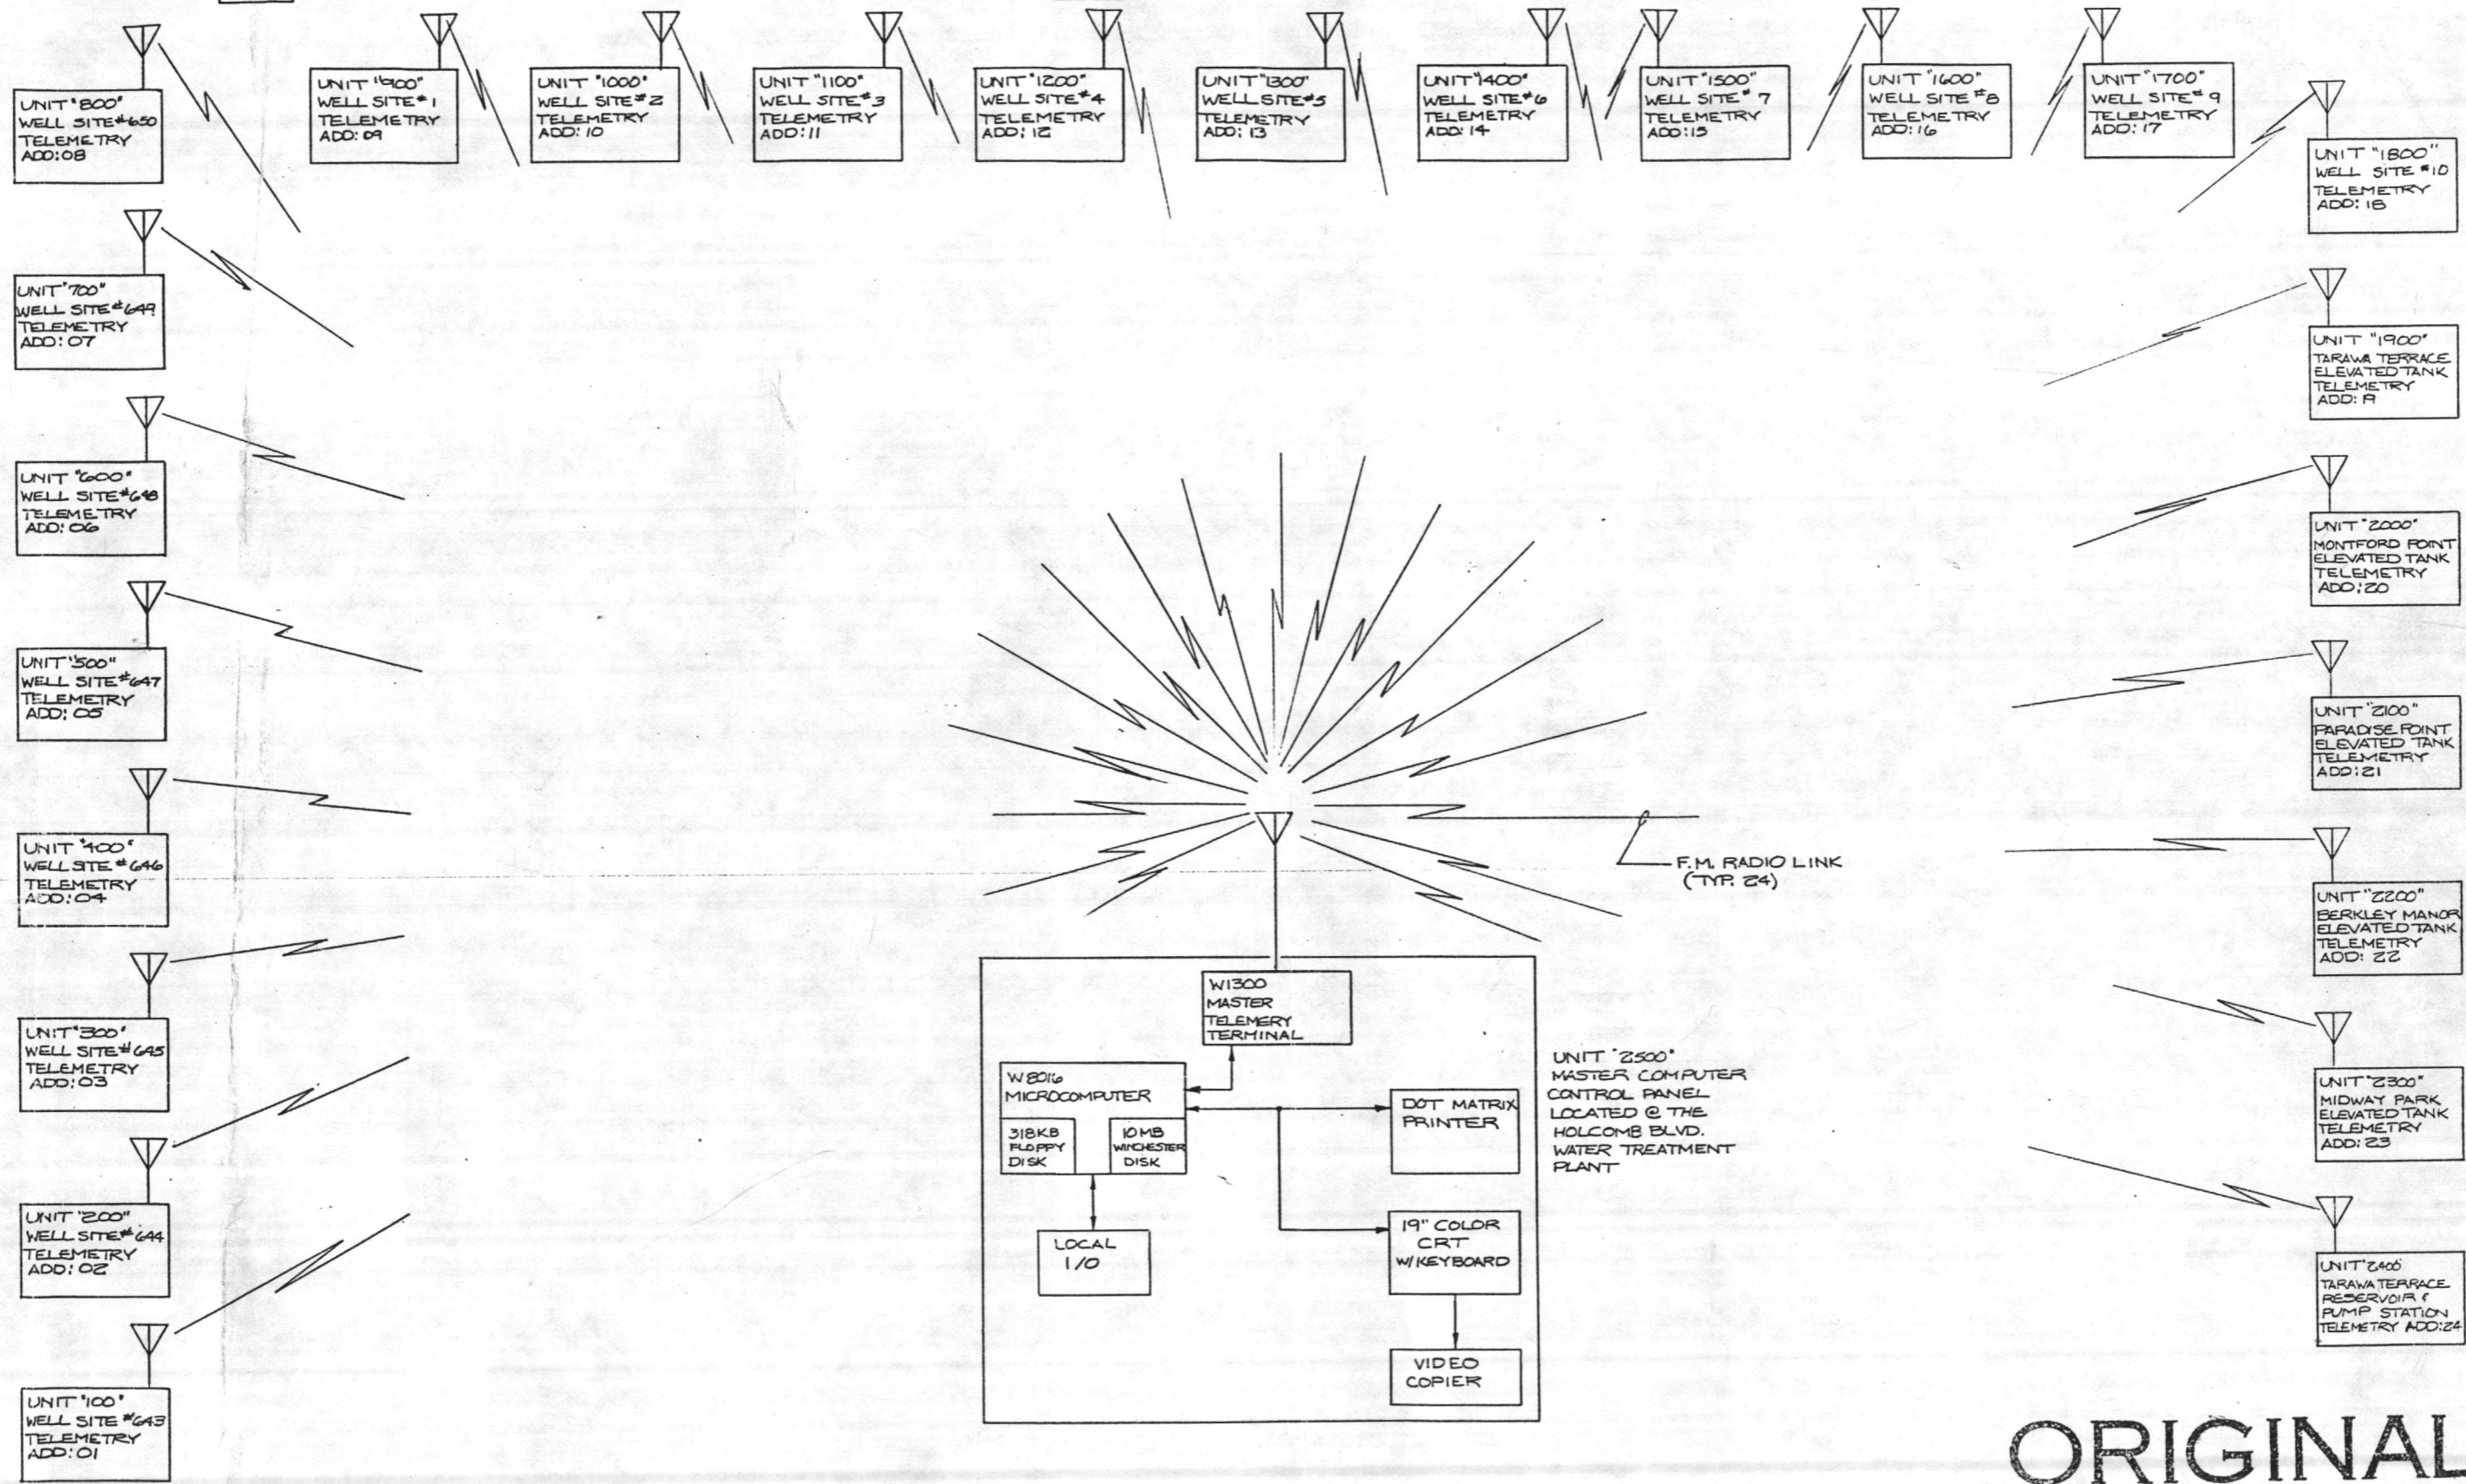 UNIT "800"
WELL SITE #650
TELEMETRY
ADD:08
UNIT "900"
WELL SITE #1
TELEMETRY
ADD: 09
UNIT "1000"
WELL SITE #2
TELEMETRY
ADD: 10
UNIT "1100"
WELL SITE #3
TELEMETRY
ADD: 11
UNIT "1200"
WELL SITE #4
TELEMETRY
ADD: 12
UNIT "1300"
WELL SITE #5
TELEMETRY
ADD: 13
UNIT "1400"
WELL SITE #6
TELEMETRY
ADD: 14
UNIT "1500"
WELL SITE #7
TELEMETRY
ADD: 15
UNIT "1600"
WELL SITE #8
TELEMETRY
ADD: 16
UNIT "1700"
WELL SITE #9
TELEMETRY
ADD: 17
UNIT "1800"
WELL SITE #10
TELEMETRY
ADD: 18
UNIT "700"
WELL SITE #649
TELEMETRY
ADD: 07
UNIT "1900"
TARAWA TERRACE
ELEVATED TANK
TELEMETRY
ADD: 19
UNIT "600"
WELL SITE #648
TELEMETRY
ADD: 06
UNIT "2000"
MONTFORD POINT
ELEVATED TANK
TELEMETRY
ADD: 20
UNIT "500"
WELL SITE #647
TELEMETRY
ADD: 05
UNIT "2100"
PARADISE POINT
ELEVATED TANK
TELEMETRY
ADD: 21
UNIT "400"
WELL SITE #646
TELEMETRY
ADD: 04
F.M. RADIO LINK
(TYP. 24)
UNIT "2200"
BERKLEY MANOR
ELEVATED TANK
TELEMETRY
ADD: 22
UNIT "300"
WELL SITE #645
TELEMETRY
ADD: 03
W1300
MASTER
TELEMERY
TERMINAL
W8016
MICROCOMPUTER
318KB
FLOPPY
DISK
10MB
WINCHESTER
DISK
DOT MATRIX
PRINTER
UNIT "2500"
MASTER COMPUTER
CONTROL PANEL
LOCATED @ THE
HOLCOMB BLVD.
WATER TREATMENT
PLANT
UNIT "2300"
MIDWAY PARK
ELEVATED TANK
TELEMETRY
ADD: 23
UNIT "200"
WELL SITE #644
TELEMETRY
ADD: 02
LOCAL
I/O
19" COLOR
CRT
W/KEYBOARD
UNIT "2400
TARAWA TERRACE
RESERVOIR &
PUMP STATION
TELEMETRY ADD:24
VIDEO
COPIER
UNIT "100"
WELL SITE #643
TELEMETRY
ADD: 01
ORIGINAL